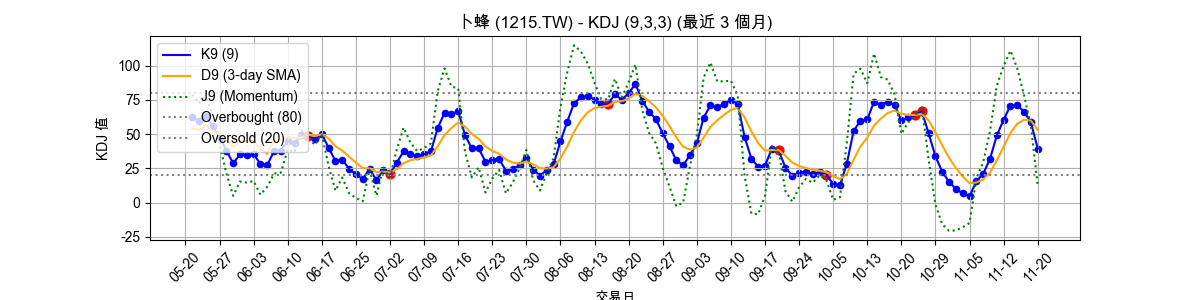 卜蜂 (1215.TW) - KDJ (9,3,3) (最近 3 個月)
K9 (9)
D9 (3-day SMA)
J9 (Momentum)
Overbought (80)
Oversold (20)
KDJ 值
100
75
50
25
0
-25
05-20 05-27 06-03 06-10 06-17 06-25 07-02 07-09 07-16 07-23 07-30 08-06 08-13 08-20 08-27 09-03 09-10 09-17 09-24 10-05 10-13 10-20 10-29 11-05 11-12 11-20
交易日